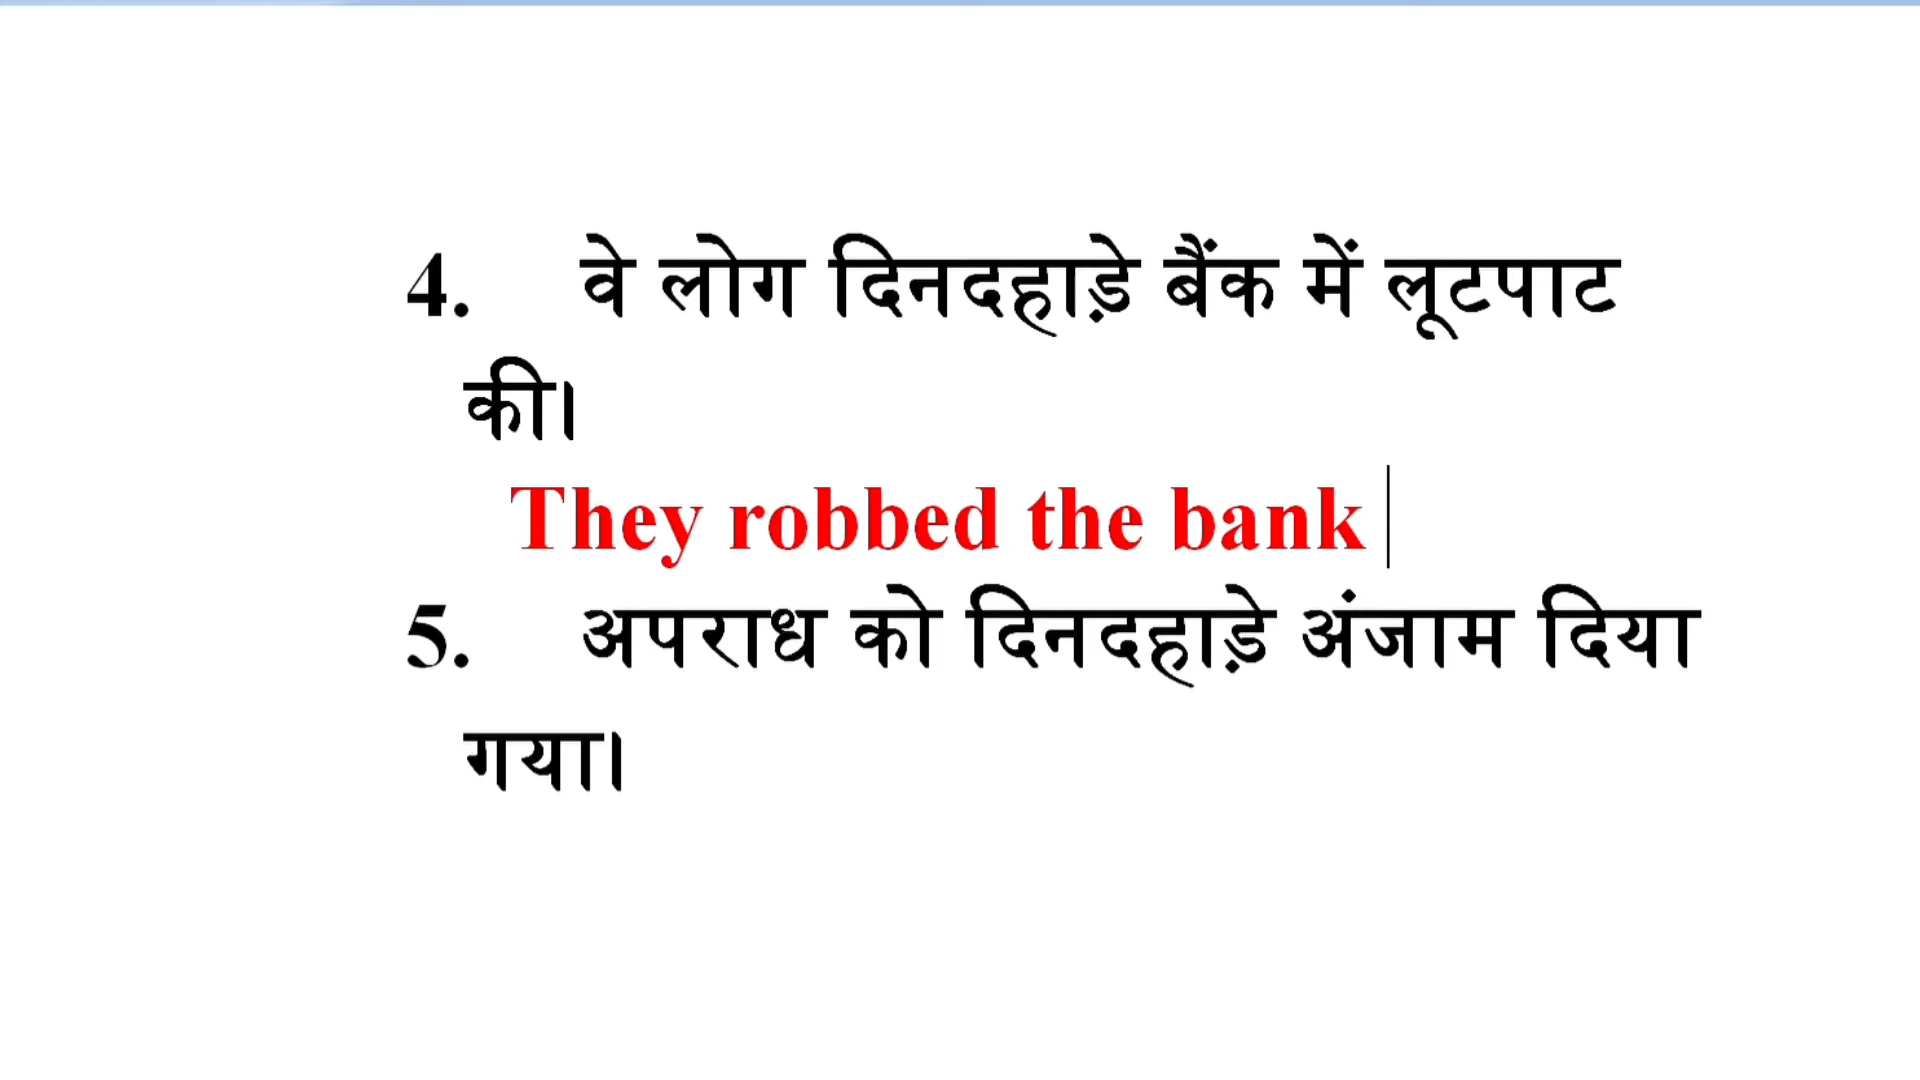 4. वे लोग दिनदहाड़े बैंक में लूटपाट
की।
They robbed the bank
5. अपराध को दिनदहाड़े अंजाम दिया
गया।